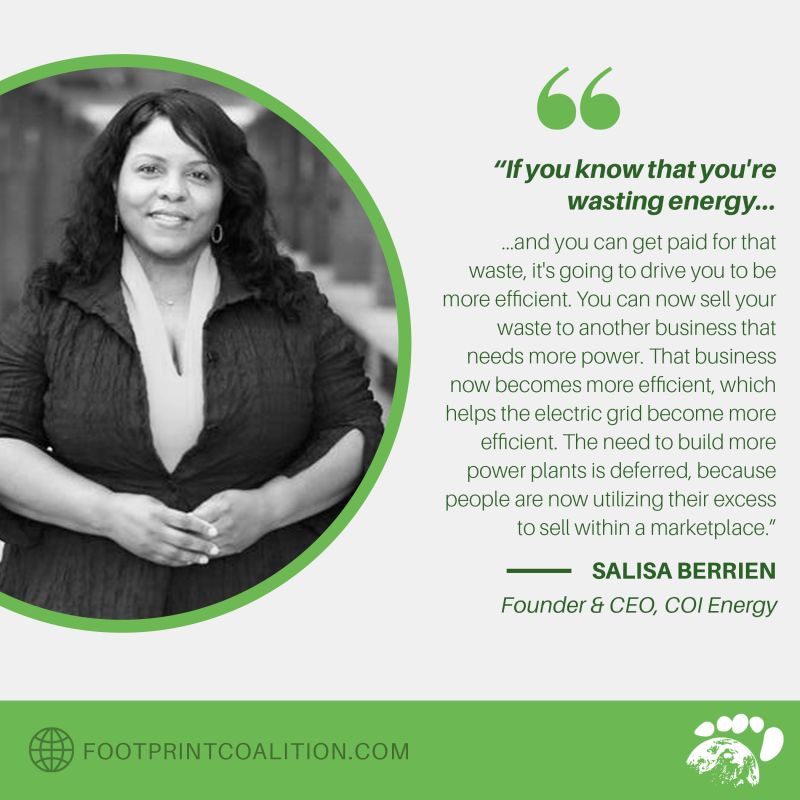 “If you know that you're
wasting energy...
...and you can get paid for that
waste, it's going to drive you to be
more efficient. You can now sell your
waste to another business that
needs more power. That business
now becomes more efficient, which
helps the electric grid become more
efficient. The need to build more
power plants is deferred, because
people are now utilizing their excess
to sell within a marketplace.”
SALISA BERRIEN
Founder & CEO, COI Energy
FOOTPRINTCOALITION.COM